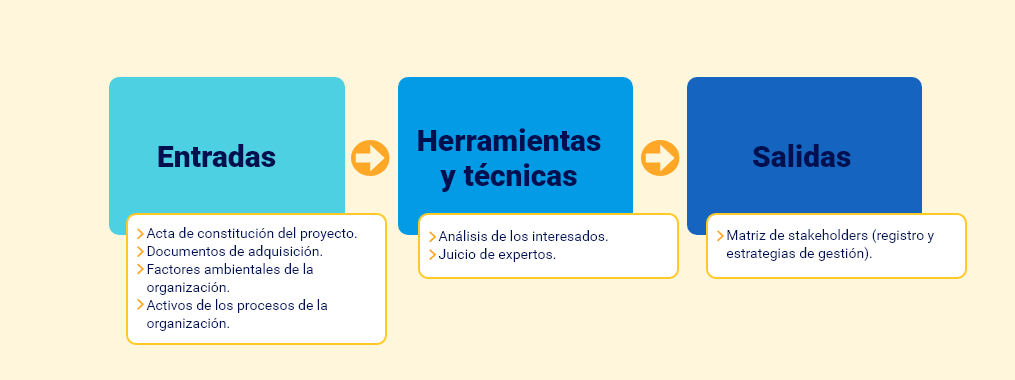 Entradas
Acta de constitución del proyecto.
Documentos de adquisición.
Factores ambientales de la
organización.
Activos de los procesos de la
organización.
Herramientas
y técnicas
Análisis de los interesados.
Juicio de expertos.
Salidas
Matriz de stakeholders (registro y
estrategias de gestión).